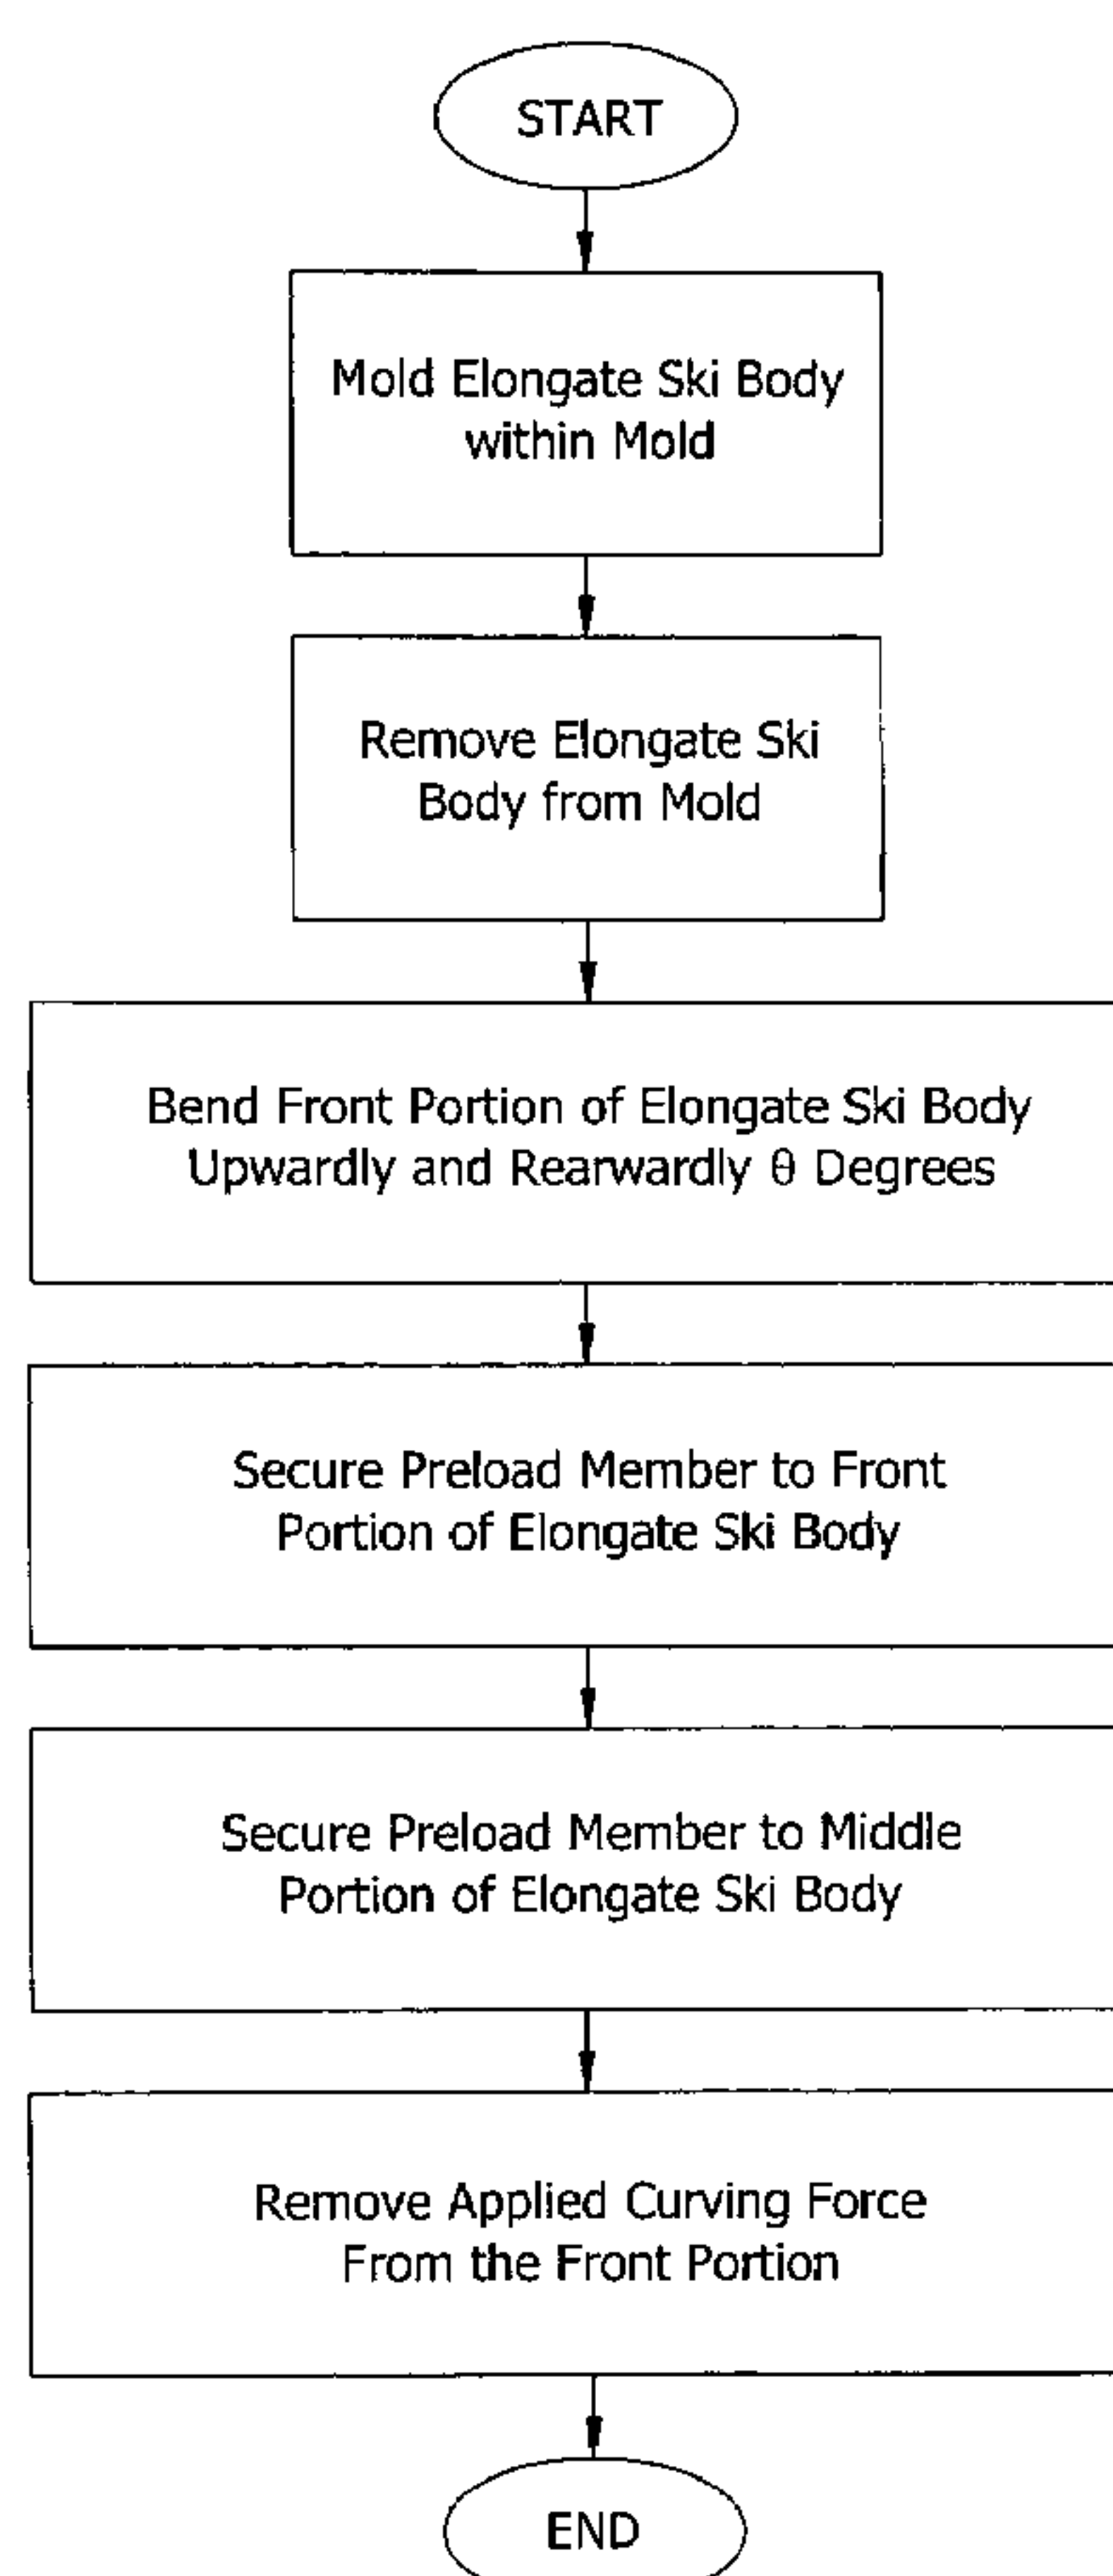 START
Mold Elongate Ski Body
within Mold
Remove Elongate Ski
Body from Mold
Bend Front Portion of Elongate Ski Body
Upwardly and Rearwardly θ Degrees
Secure Preload Member to Front
Portion of Elongate Ski Body
Secure Preload Member to Middle
Portion of Elongate Ski Body
Remove Applied Curving Force
From the Front Portion
END